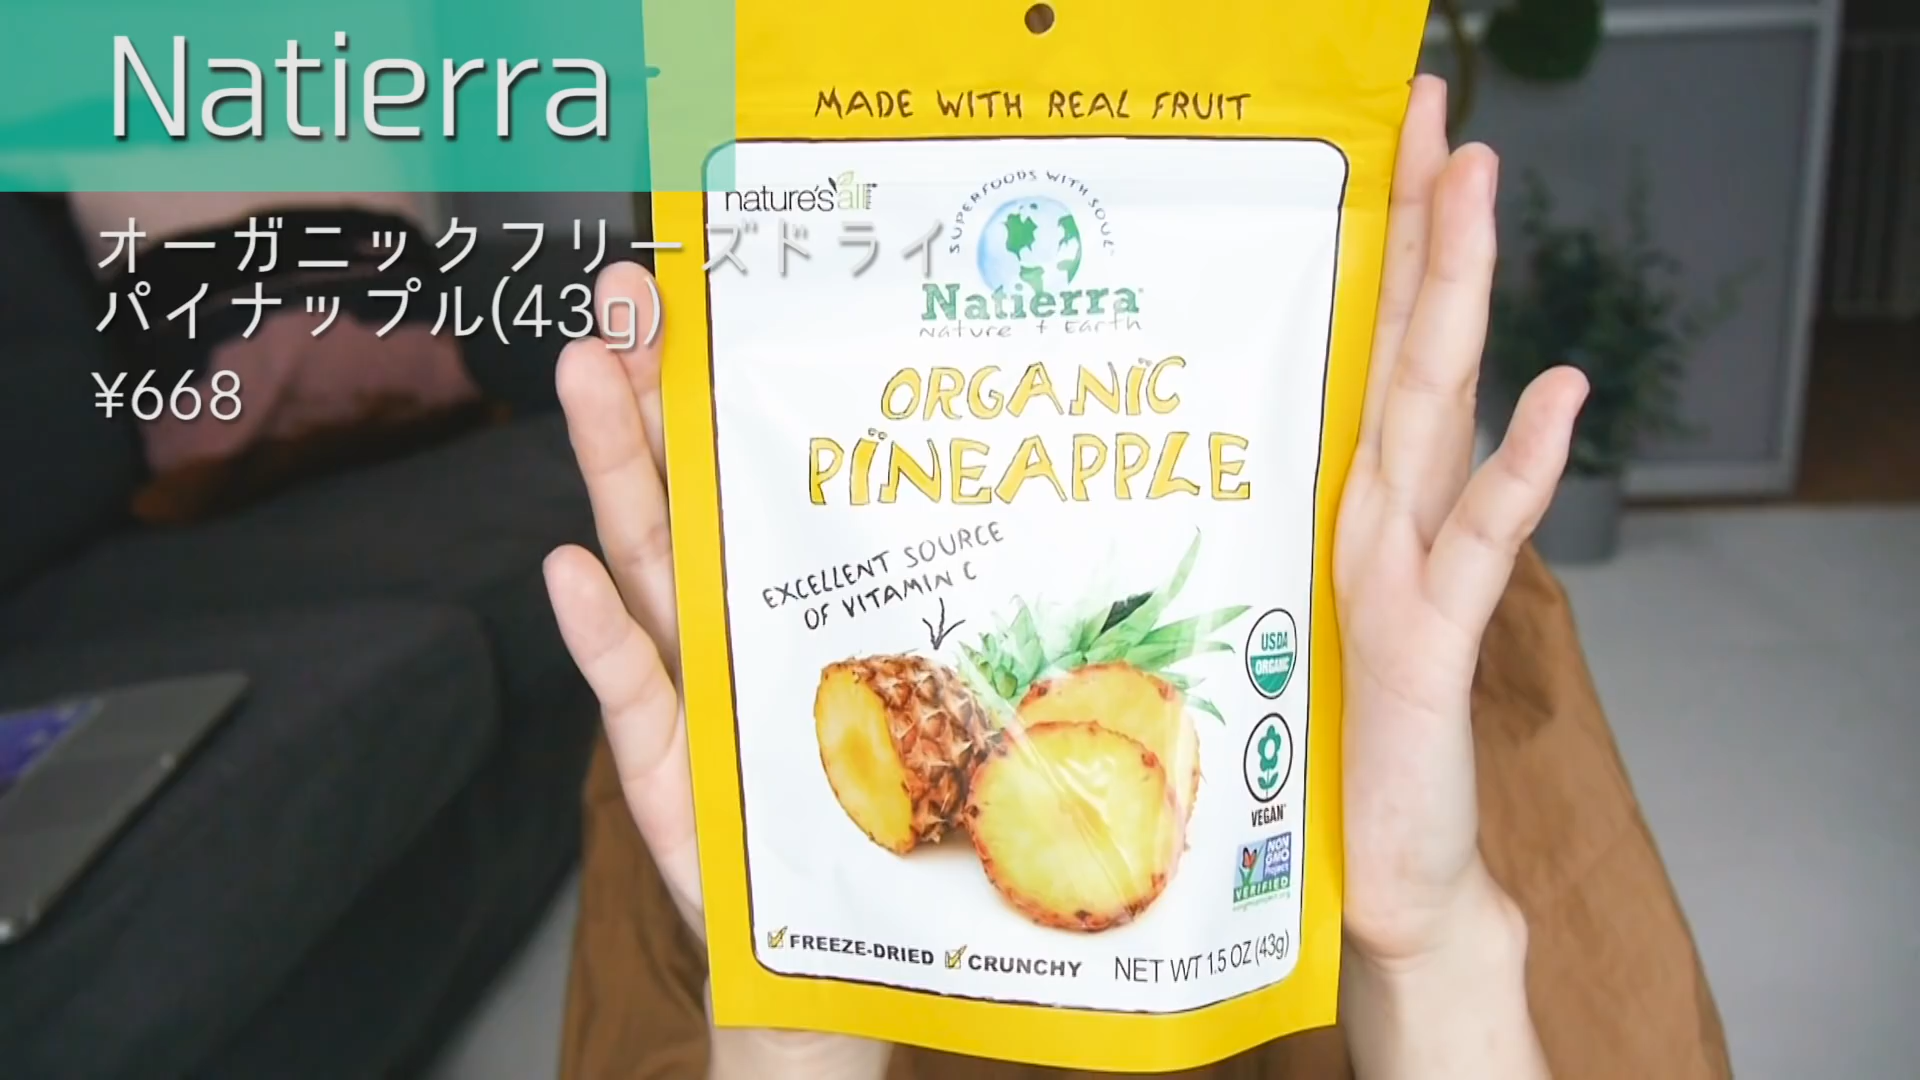 Natierra
オーガニックフリーズドライ
パイナップル(43g)
¥668
MADE WITH REAL FRUIT
nature's all
SUPERFOODS WITH SOUL
Natierra
Nature + Earth
ORGANÏC
PÏNEAPPLE
EXCELLENT SOURCE
OF VITAMIN C
USDA
ORGANIC
VEGAN
NON
GMO
Project
VERIFIED
FREEZE-DRIED CRUNCHY
NET WT 1.5 OZ (43g)